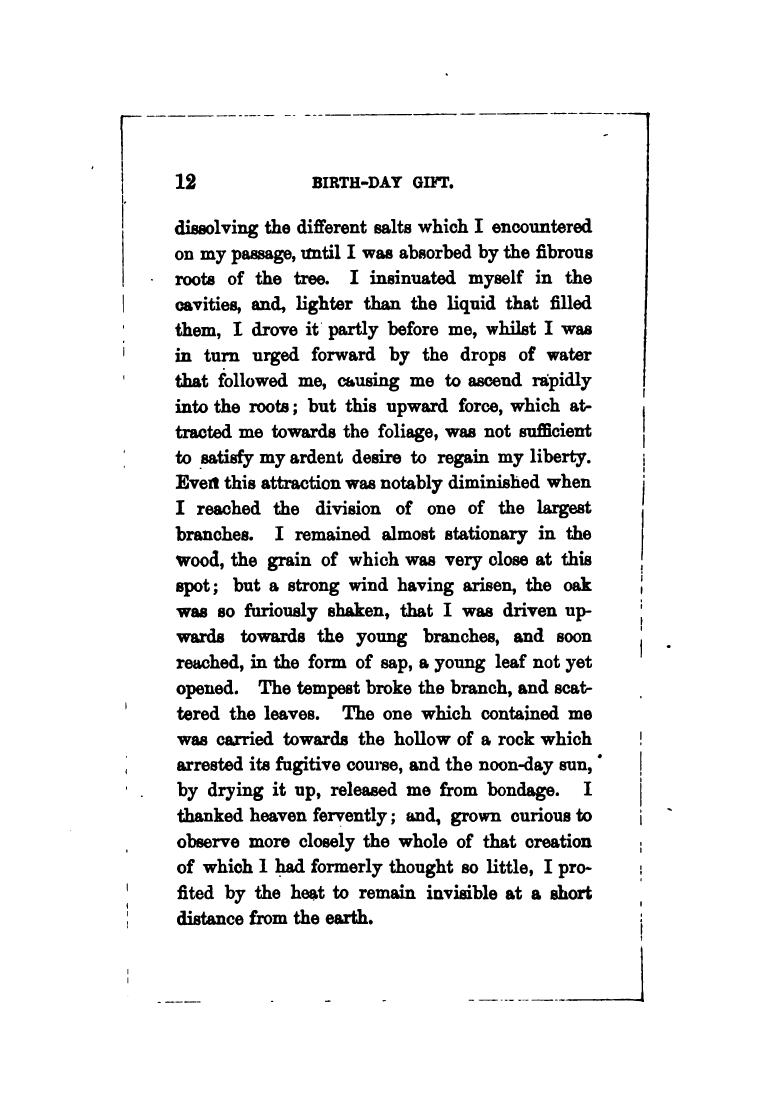 12 BIRTH-DAY GIFT.
dissolving the different salts which I encountered
on my passage, until I was absorbed by the fibrous
roots of the tree. I insinuated myself in the
cavities, and, lighter than the liquid that filled
them, I drove it partly before me, whilst I was
in turn urged forward by the drops of water
that followed me, causing me to ascend rapidly
into the roots; but this upward force, which at-
tracted me towards the foliage, was not sufficient
to satisfy my ardent desire to regain my liberty.
Even this attraction was notably diminished when
I reached the division of one of the largest
branches. I remained almost stationary in the
wood, the grain of which was very close at this
spot; but a strong wind having arisen, the oak
was so furiously shaken, that I was driven up-
wards towards the young branches, and soon
reached, in the form of sap, a young leaf not yet
opened. The tempest broke the branch, and scat-
tered the leaves. The one which contained me
was carried towards the hollow of a rock which
arrested its fugitive course, and the noon-day sun,
by drying it up, released me from bondage. I
thanked heaven fervently; and, grown curious to
observe more closely the whole of that creation
of which I had formerly thought so little, I pro-
fited by the heat to remain invisible at a short
distance from the earth.